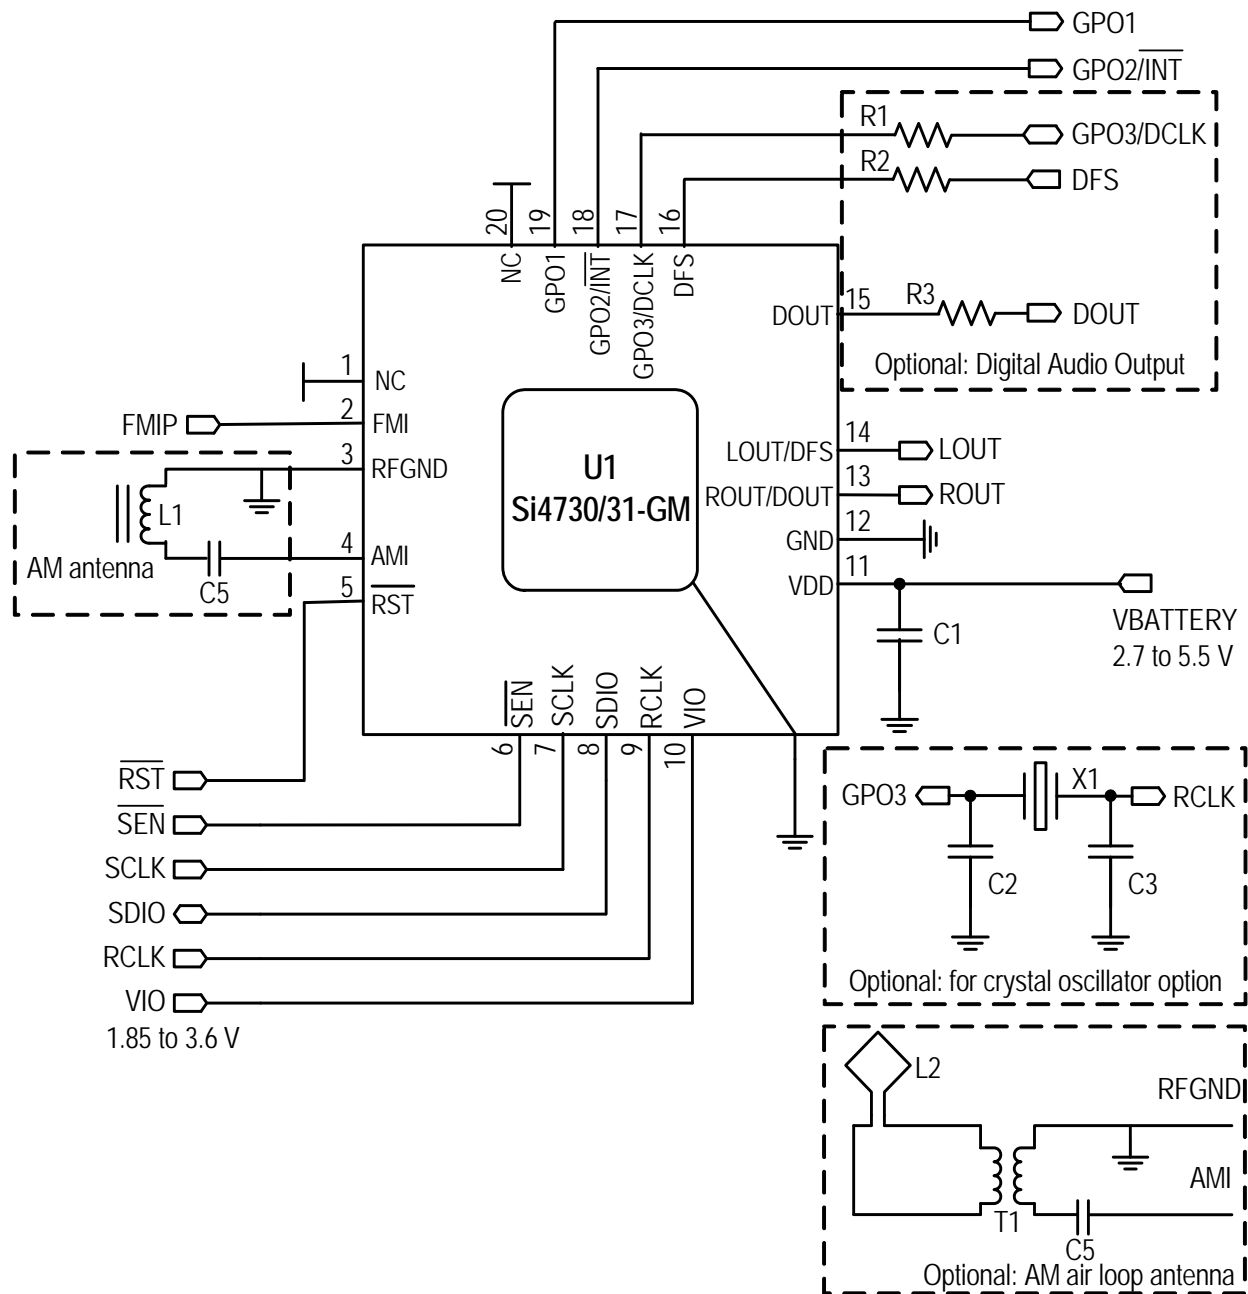 GPO1
GPO2/INT
R1
GPO3/DCLK
R2
DFS
20
19
18
17
16
NC
GPO1
GPO2/INT
GPO3/DCLK
DFS
DOUT
15
R3
DOUT
Optional: Digital Audio Output
1
NC
FMIP
2
FMI
3
RFGND
L1
AM antenna
C5
4
AMI
5
RST
U1
Si4730/31-GM
LOUT/DFS
14
LOUT
ROUT/DOUT
13
ROUT
GND
12
VDD
11
C1
VBATTERY
2.7 to 5.5 V
SEN
SCLK
SDIO
RCLK
VIO
6
7
8
9
10
RST
SEN
SCLK
SDIO
RCLK
VIO
1.85 to 3.6 V
GPO3
X1
RCLK
C2
C3
Optional: for crystal oscillator option
L2
RFGND
AMI
T1
C5
Optional: AM air loop antenna